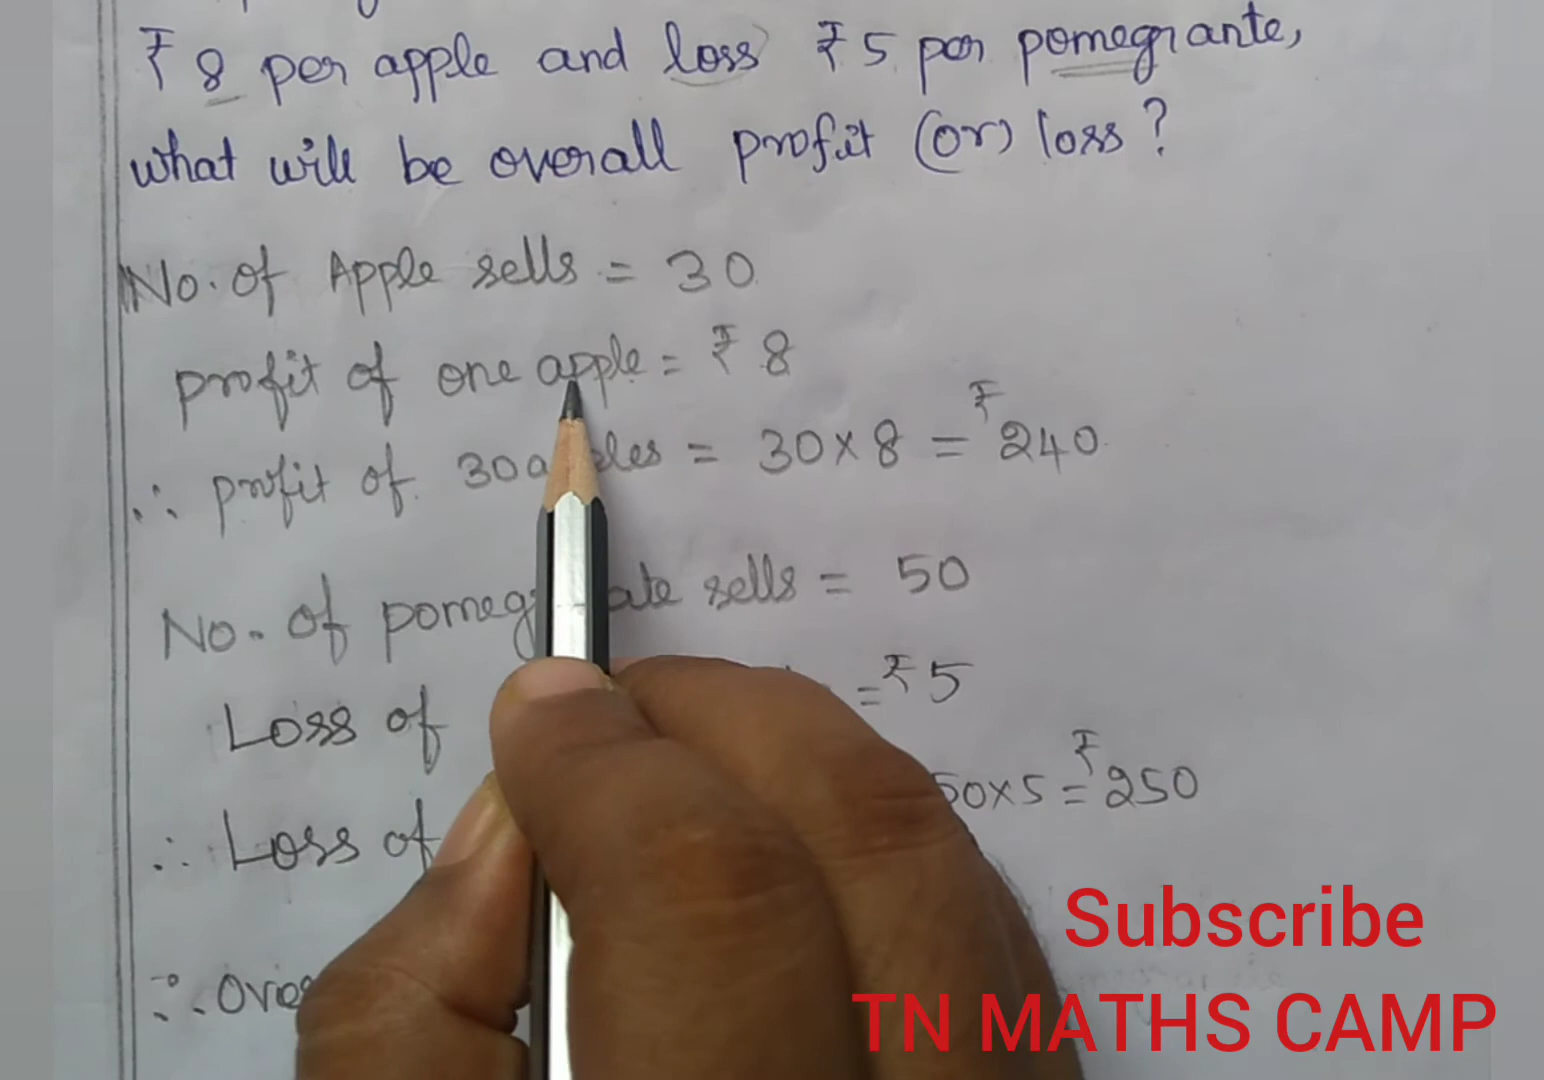 ₹ 8 per apple and loss ₹ 5 per pomegrante,
what will be overall profit (or) loss ?
No. of Apple sells = 30
profit of one apple = ₹ 8
∴ profit of 30 apples = 30 × 8 = ₹ 240
No. of pomegranate sells = 50
Loss of = ₹ 5
∴ Loss of 50 × 5 = ₹ 250
∴
Subscribe
TN MATHS CAMP